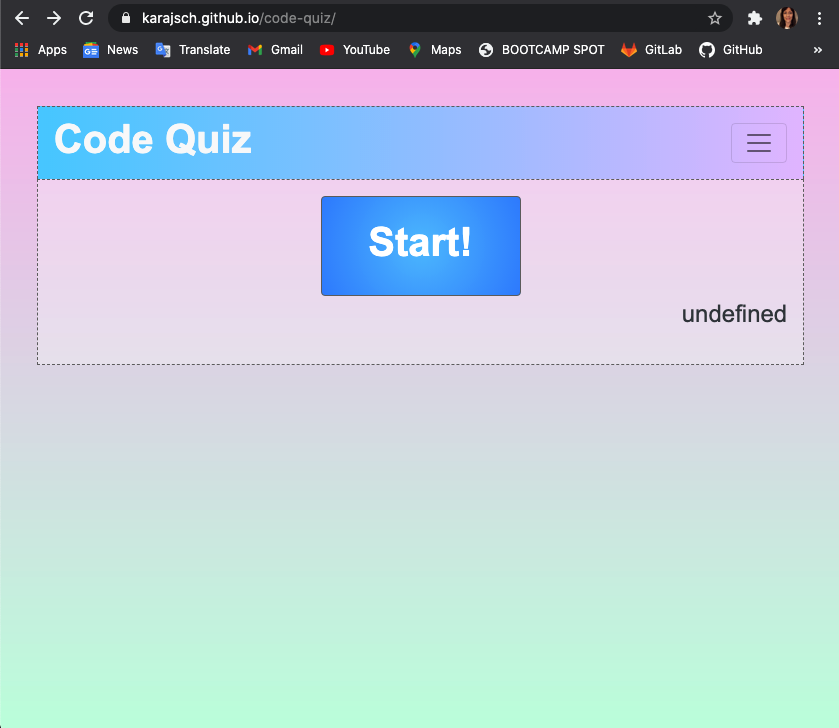 karajsch.github.io/code-quiz/
Apps News Translate Gmail YouTube Maps BOOTCAMP SPOT GitLab GitHub »
Code Quiz
Start!
undefined